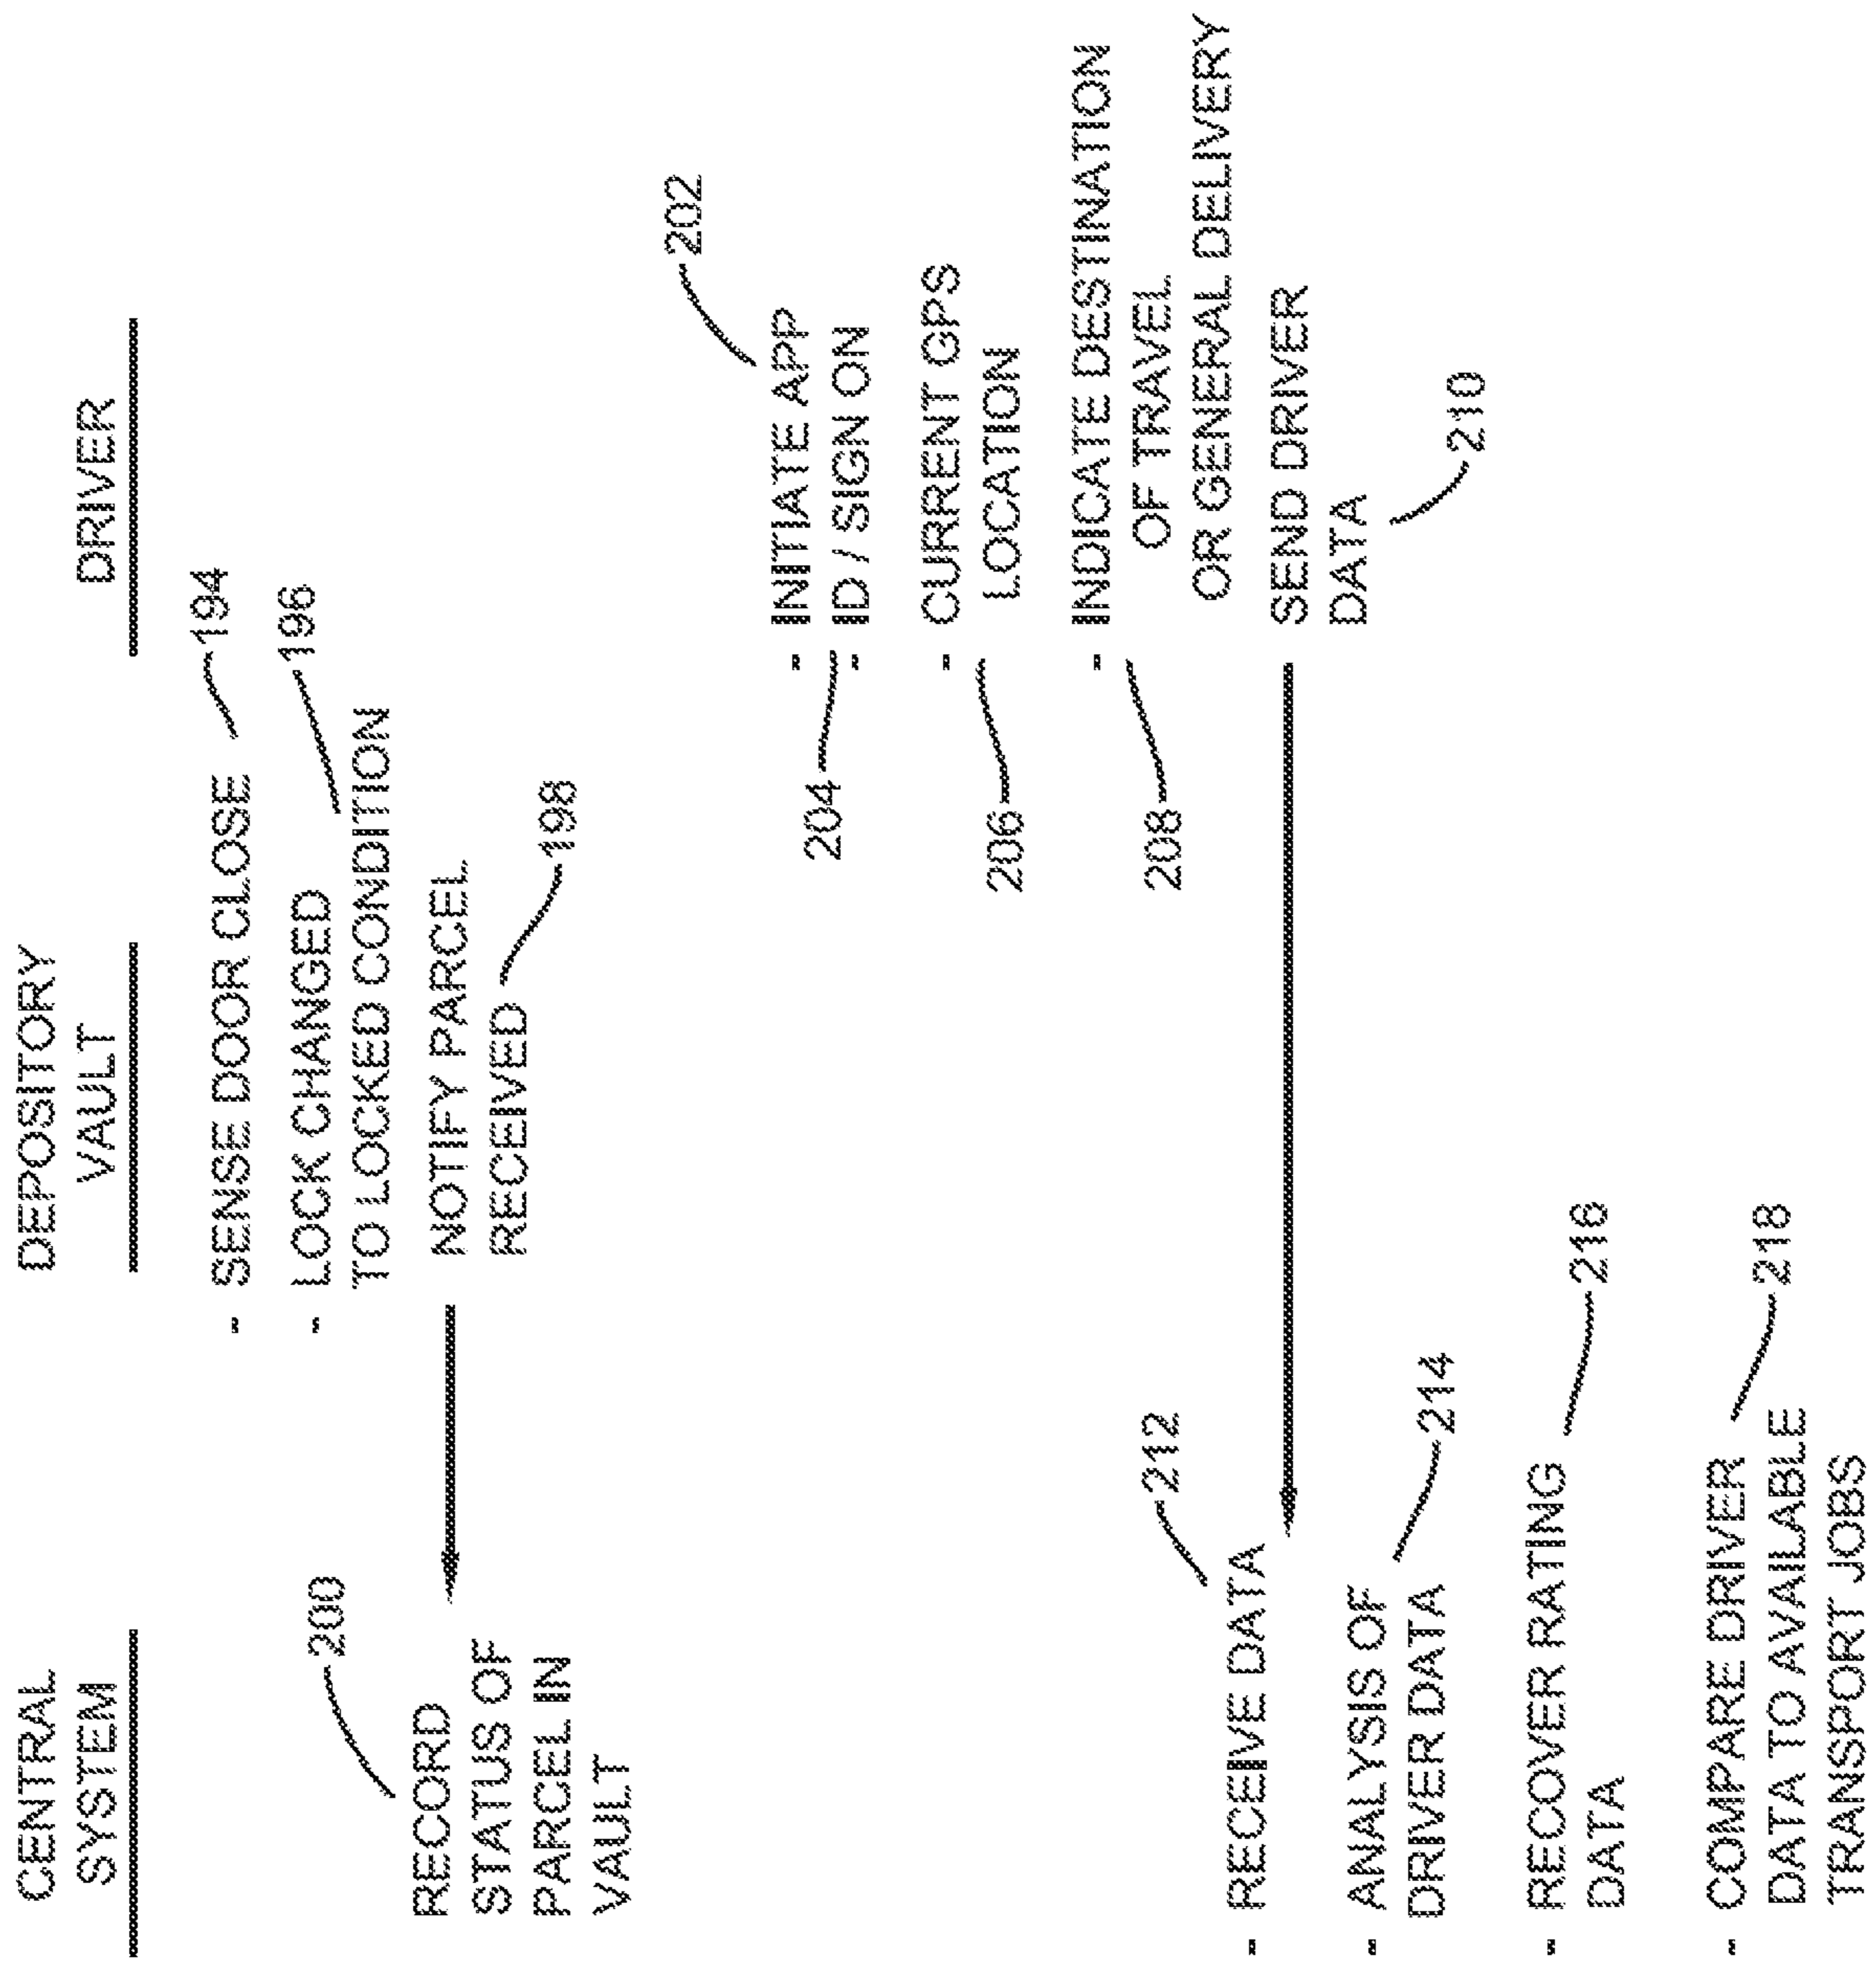 CENTRAL
SYSTEM
DEPOSITORY
VAULT
DRIVER
- SENSE DOOR CLOSE
194
- LOCK CHANGED
TO LOCKED CONDITION
196
NOTIFY PARCEL
RECEIVED
198
200
RECORD
STATUS OF
PARCEL IN
VAULT
202
- INITIATE APP
204
- ID / SIGN ON
- CURRENT GPS
LOCATION
206
- INDICATE DESTINATION
OF TRAVEL
OR GENERAL DELIVERY
208
SEND DRIVER
DATA
210
212
- RECEIVE DATA
- ANALYSIS OF
DRIVER DATA
214
- RECOVER RATING
DATA
216
- COMPARE DRIVER
DATA TO AVAILABLE
TRANSPORT JOBS
218